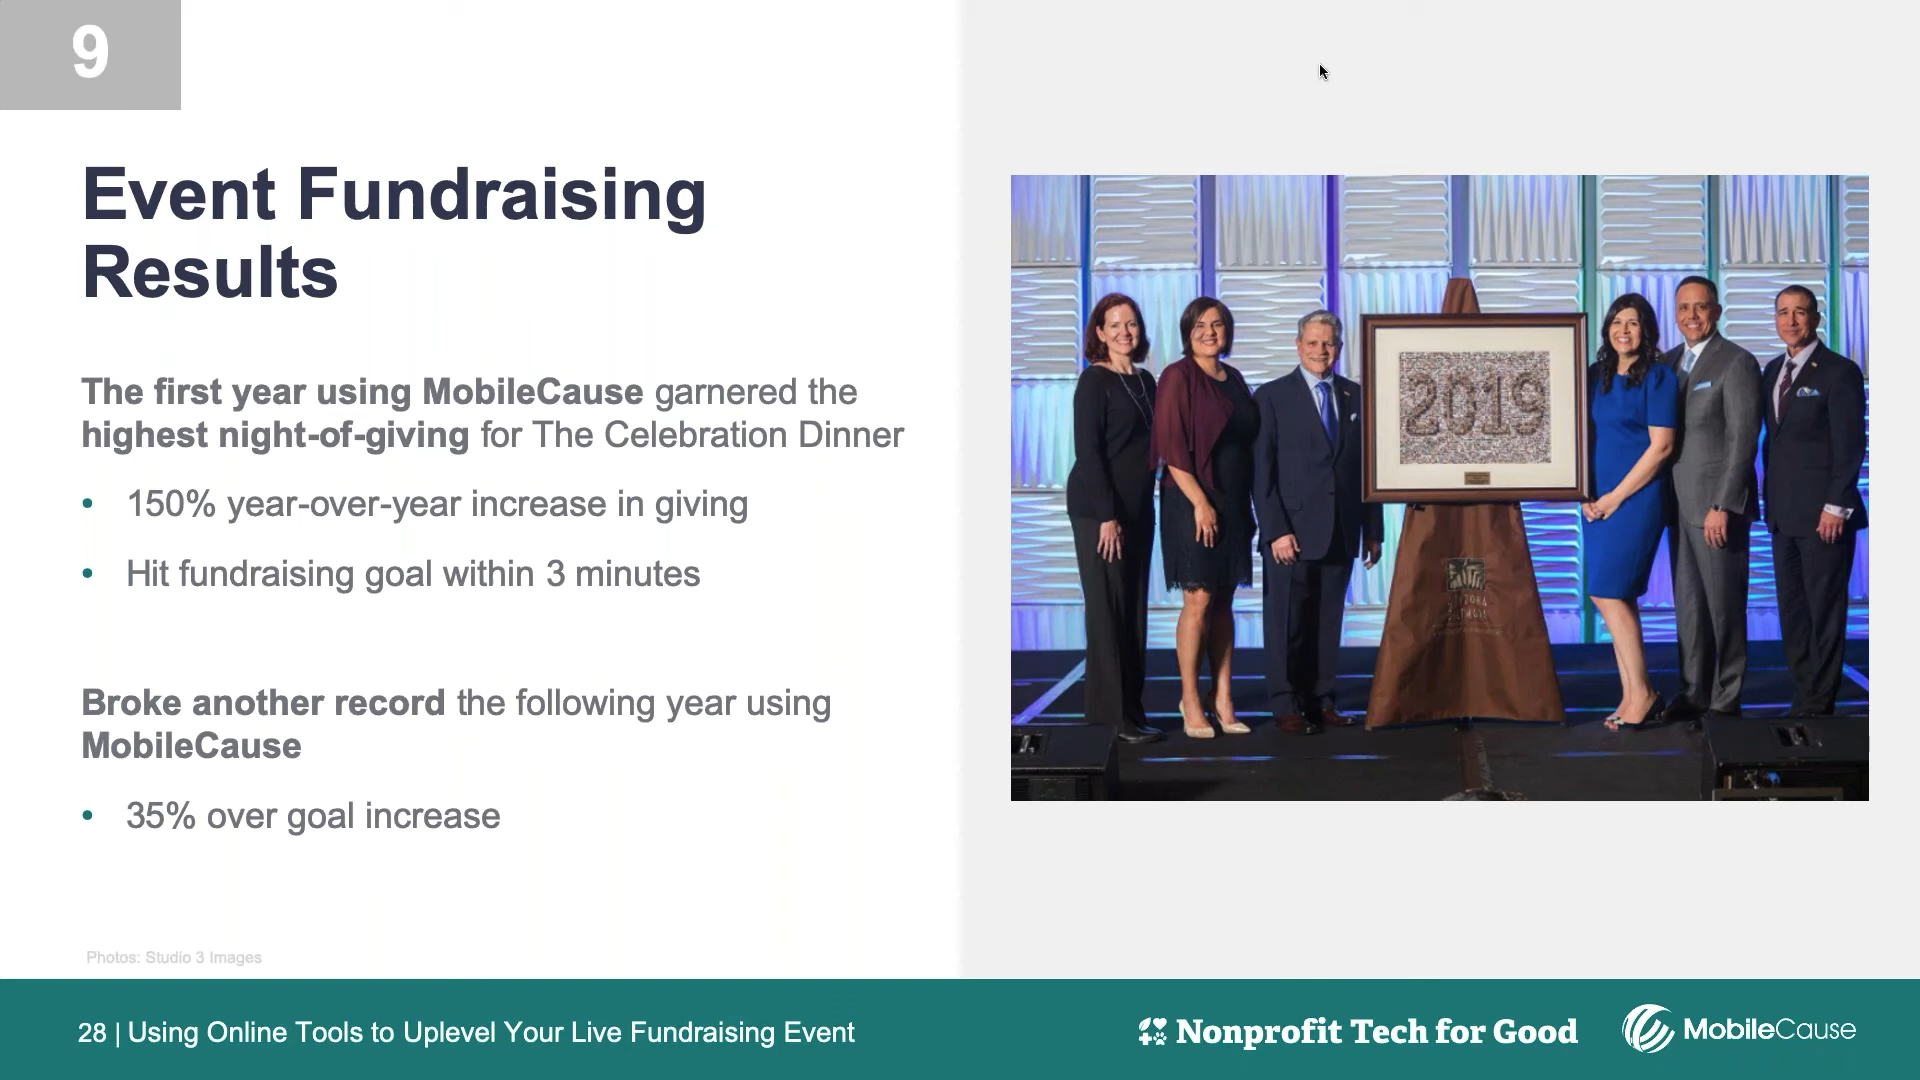 9
Event Fundraising
Results
The first year using MobileCause garnered the
highest night-of-giving for The Celebration Dinner
• 150% year-over-year increase in giving
• Hit fundraising goal within 3 minutes
Broke another record the following year using
MobileCause
• 35% over goal increase
2019
Photos: Studio 3 Images
28 | Using Online Tools to Uplevel Your Live Fundraising Event
Nonprofit Tech for Good
MobileCause